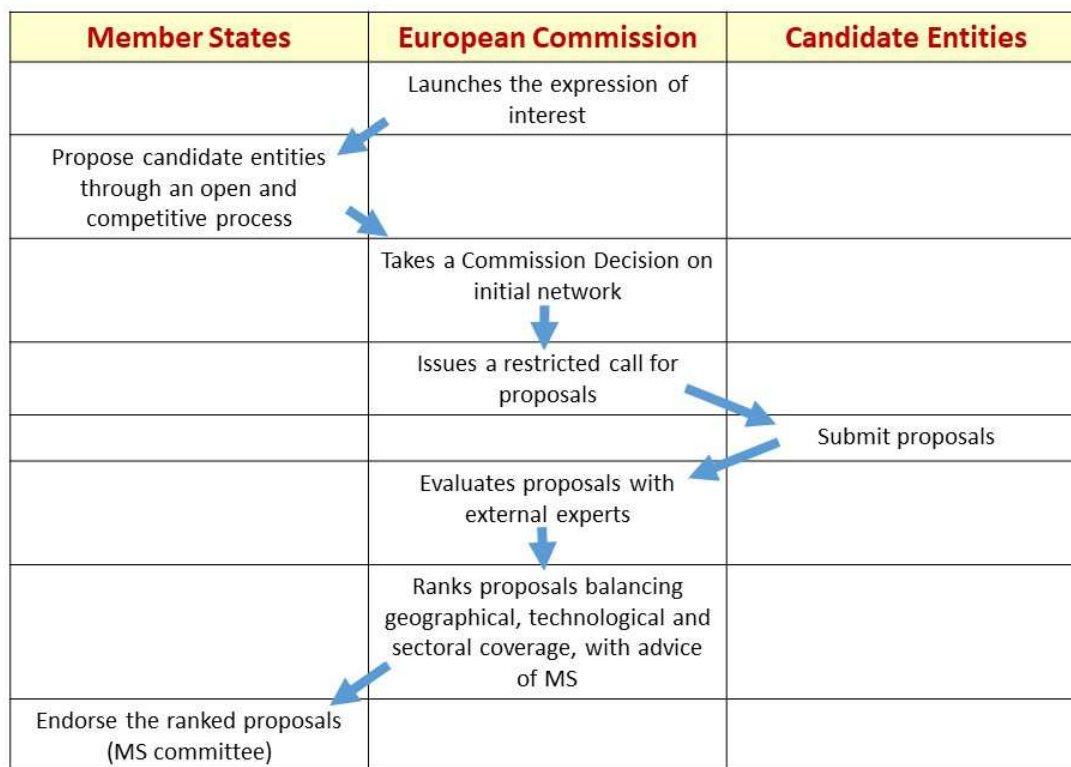 Member States
European Commission
Candidate Entities
Launches the expression of
interest
Propose candidate entities
through an open and
competitive process
Takes a Commission Decision on
initial network
Issues a restricted call for
proposals
Submit proposals
Evaluates proposals with
external experts
Ranks proposals balancing
geographical, technological and
sectoral coverage, with advice
of MS
Endorse the ranked proposals
(MS committee)